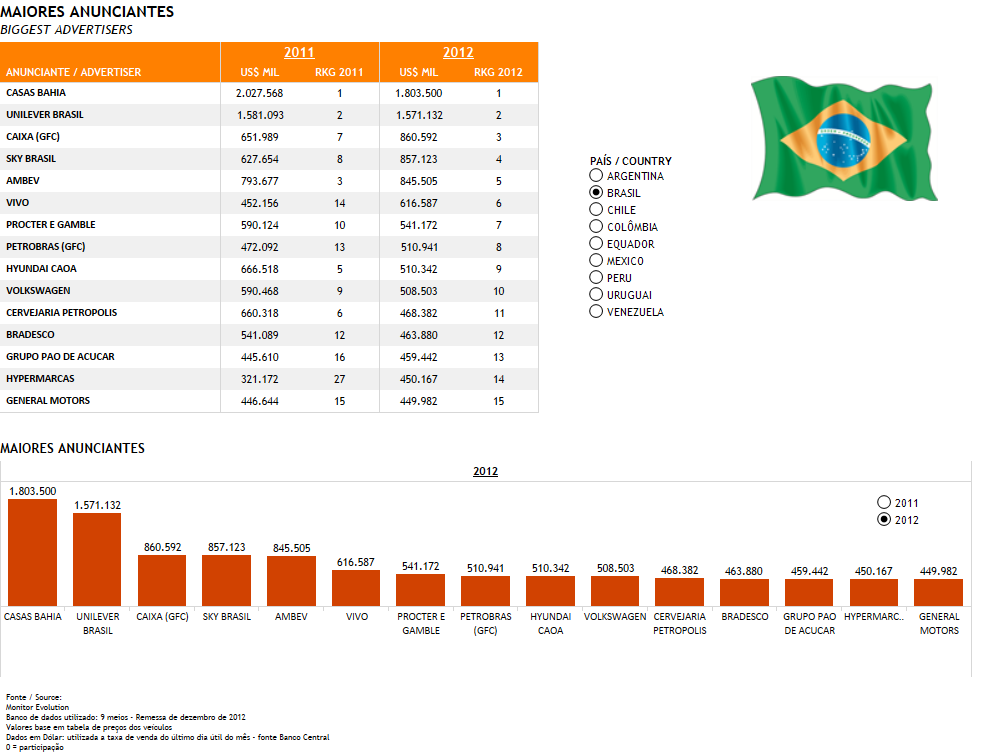 MAIORES ANUNCIANTES
BIGGEST ADVERTISERS
2011 2012
ANUNCIANTE / ADVERTISER US$ MIL RKG 2011 US$ MIL RKG 2012
CASAS BAHIA 2.027.568 1 1.803.500 1
UNILEVER BRASIL 1.581.093 2 1.571.132 2
CAIXA (GFC) 651.989 7 860.592 3
SKY BRASIL 627.654 8 857.123 4
AMBEV 793.677 3 845.505 5
VIVO 452.156 14 616.587 6
PROCTER E GAMBLE 590.124 10 541.172 7
PETROBRAS (GFC) 472.092 13 510.941 8
HYUNDAI CAOA 666.518 5 510.342 9
VOLKSWAGEN 590.468 9 508.503 10
CERVEJARIA PETROPOLIS 660.318 6 468.382 11
BRADESCO 541.089 12 463.880 12
GRUPO PAO DE ACUCAR 445.610 16 459.442 13
HYPERMARCAS 321.172 27 450.167 14
GENERAL MOTORS 446.644 15 449.982 15
PAÍS / COUNTRY
ARGENTINA
BRASIL
CHILE
COLÔMBIA
EQUADOR
MEXICO
PERU
URUGUAI
VENEZUELA
MAIORES ANUNCIANTES
2012
2011
2012
1.803.500 1.571.132 860.592 857.123 845.505 616.587 541.172 510.941 510.342 508.503 468.382 463.880 459.442 450.167 449.982
CASAS BAHIA UNILEVER CAIXA (GFC) SKY BRASIL AMBEV VIVO PROCTER E PETROBRAS HYUNDAI VOLKSWAGEN CERVEJARIA BRADESCO GRUPO PAO HYPERMARC.. GENERAL
BRASIL GAMBLE (GFC) CAOA PETROPOLIS DE ACUCAR MOTORS
Fonte / Source:
Monitor Evolution
Banco de dados utilizado: 9 meios - Remessa de dezembro de 2012
Valores base em tabela de preços dos veículos
Dados em Dólar: utilizada a taxa de venda do último dia útil do mês - fonte Banco Central
0 = participação